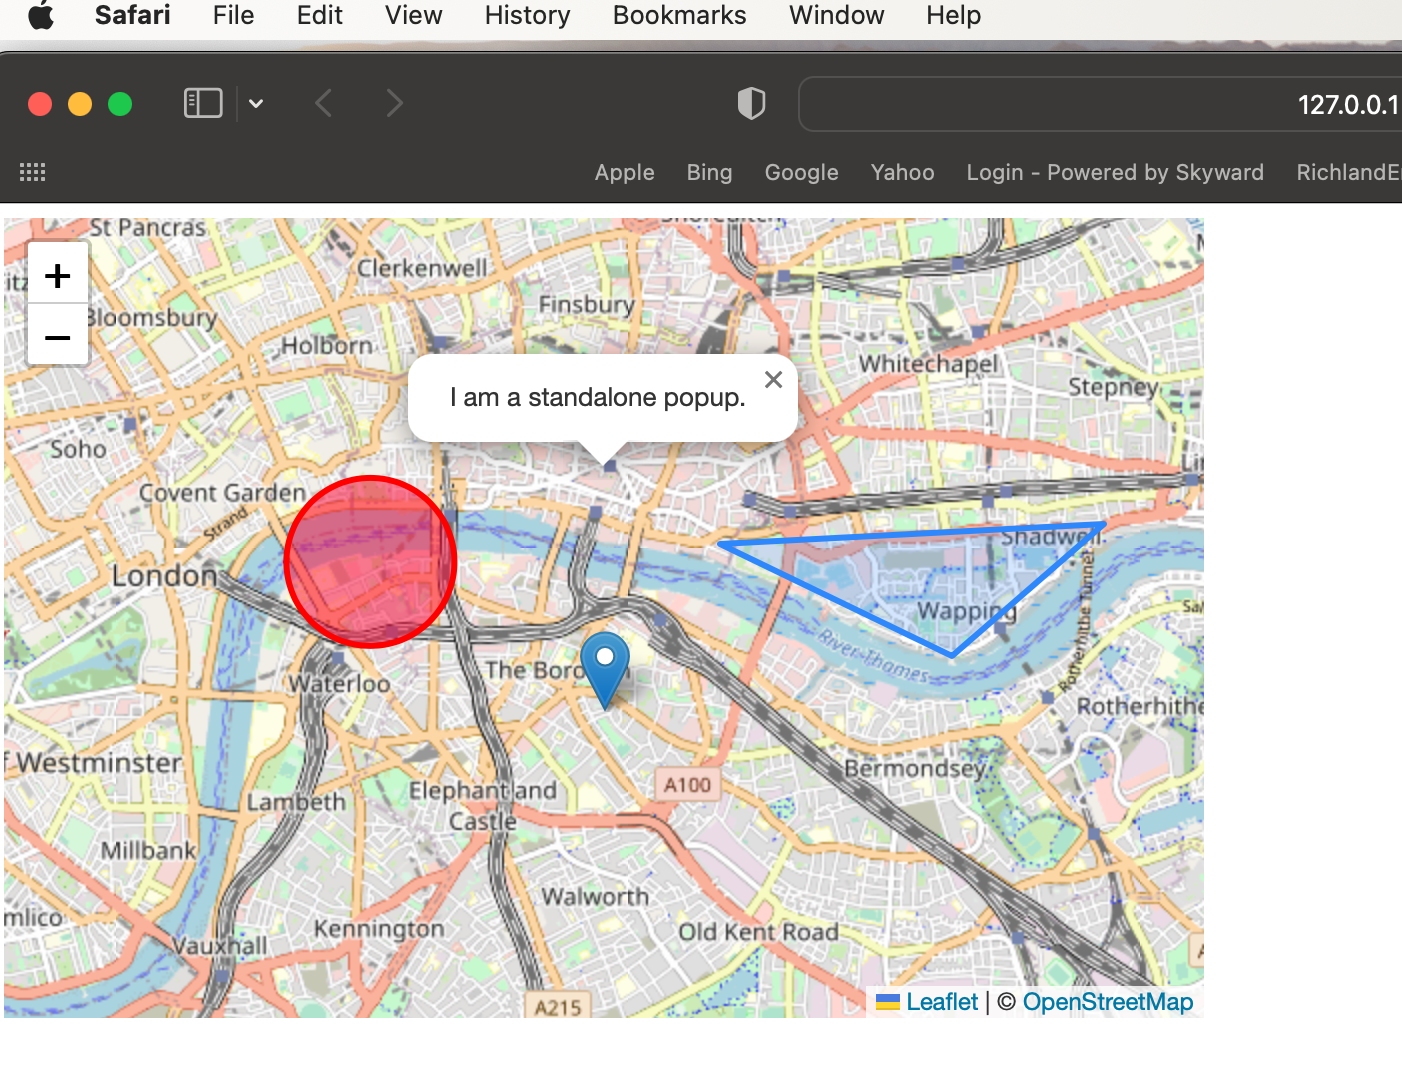 Safari File Edit View History Bookmarks Window Help
127.0.0.1
Apple Bing Google Yahoo Login - Powered by Skyward RichlandE
St Pancras
+
Clerkenwell
Finsbury
Bloomsbury
−
Holborn
Whitechapel
Stepney
I am a standalone popup. ×
Soho
Covent Garden
Strand
Shadwell
London
Wapping
River Thames
Rotherhithe Tunnel
The Boro
Waterloo
Rotherhithe
f Westminster
Bermondsey
A100
Lambeth
Elephant and
Castle
Millbank
Walworth
mlico
Kennington
Old Kent Road
Vauxhall
A215
Leaflet | © OpenStreetMap